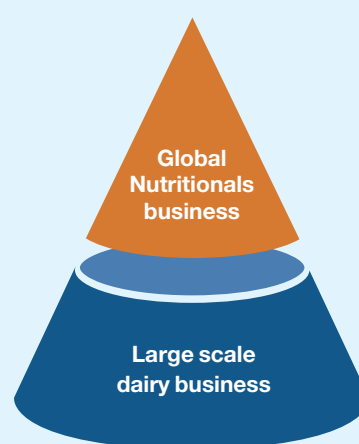 Global
Nutritionals
business
Large scale
dairy business